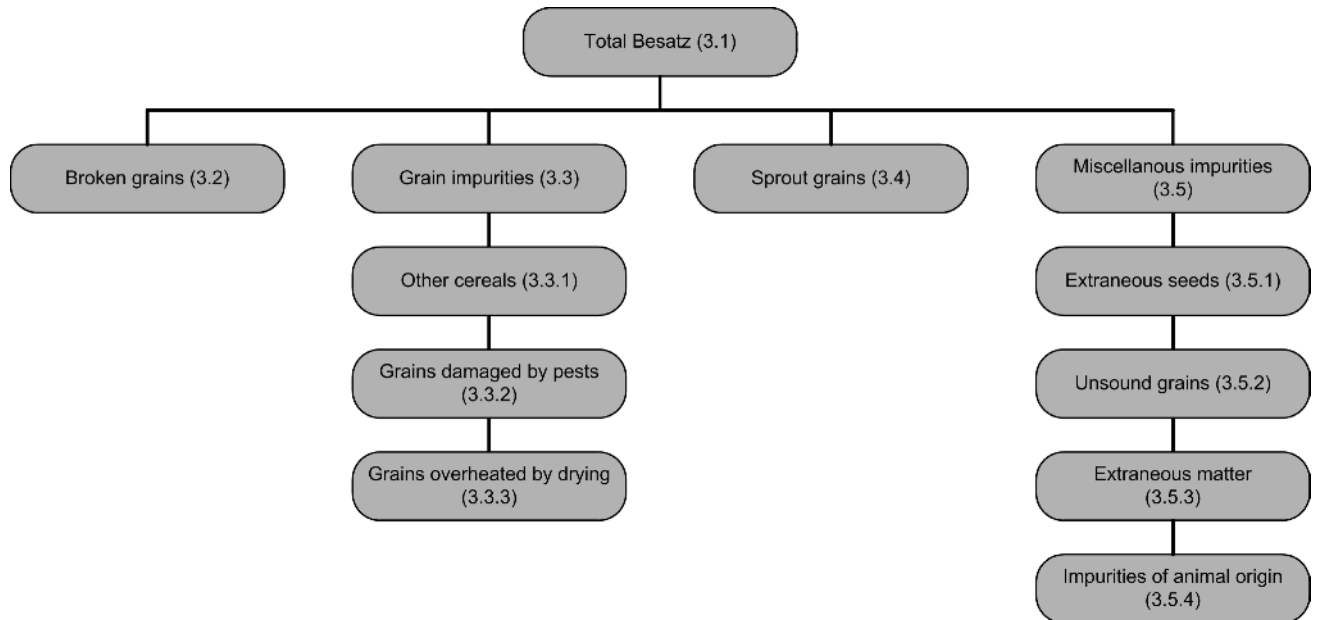 Total Besatz (3.1)
Broken grains (3.2)
Grain impurities (3.3)
Sprout grains (3.4)
Miscellanous impurities
(3.5)
Other cereals (3.3.1)
Extraneous seeds (3.5.1)
Grains damaged by pests
(3.3.2)
Unsound grains (3.5.2)
Grains overheated by drying
(3.3.3)
Extraneous matter
(3.5.3)
Impurities of animal origin
(3.5.4)